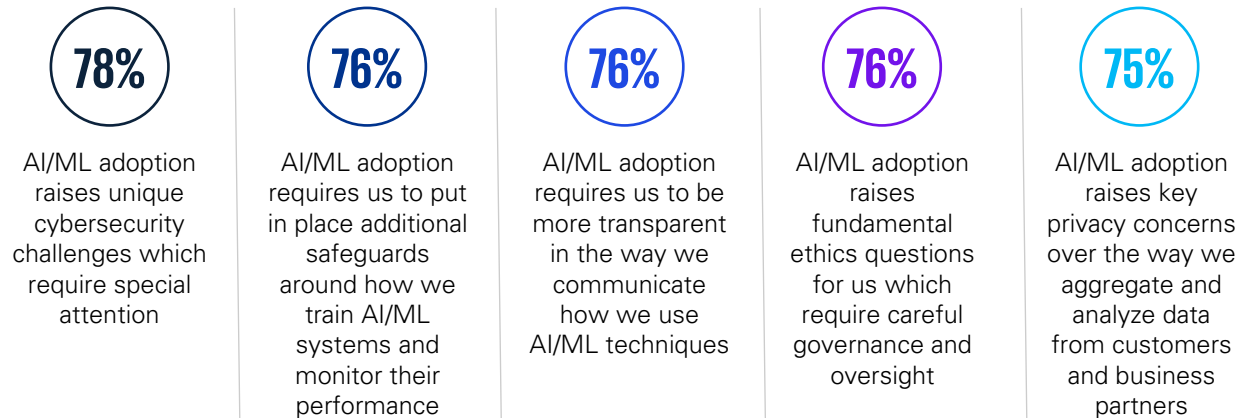 78%
AI/ML adoption
raises unique
cybersecurity
challenges which
require special
attention
76%
AI/ML adoption
requires us to put
in place additional
safeguards
around how we
train AI/ML
systems and
monitor their
performance
76%
AI/ML adoption
requires us to be
more transparent
in the way we
communicate
how we use
AI/ML techniques
76%
AI/ML adoption
raises
fundamental
ethics questions
for us which
require careful
governance and
oversight
75%
AI/ML adoption
raises key
privacy concerns
over the way we
aggregate and
analyze data
from customers
and business
partners